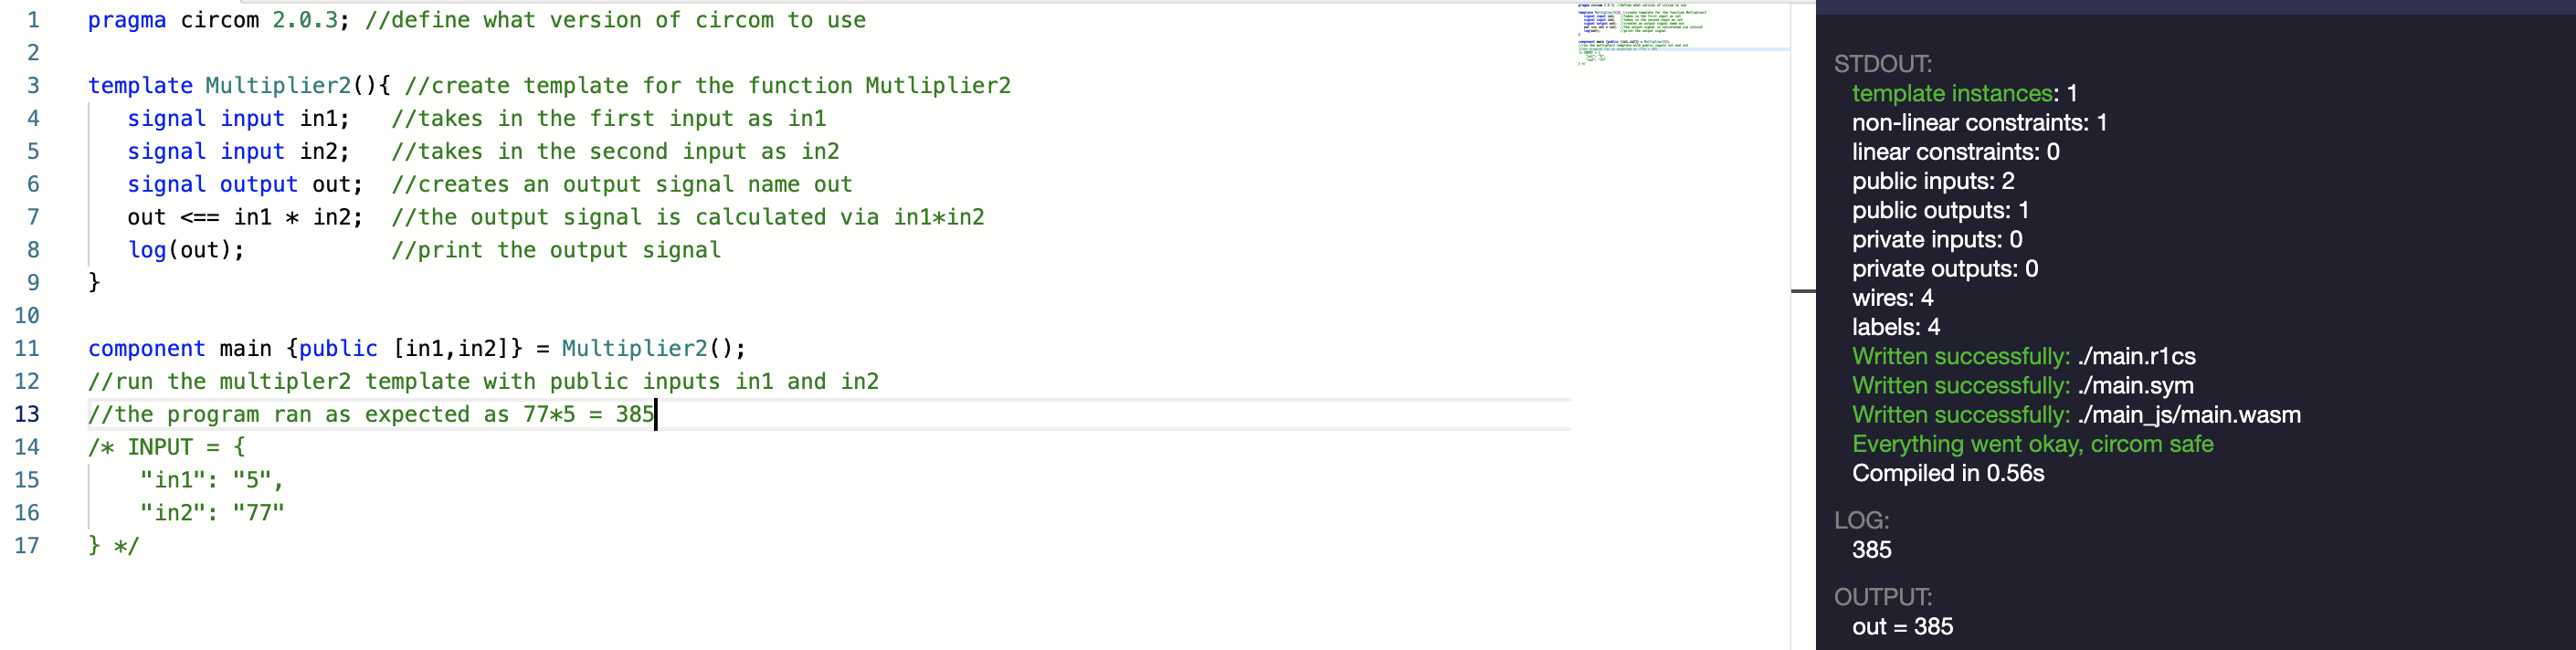 1 pragma circom 2.0.3; //define what version of circom to use
2
3 template Multiplier2(){ //create template for the function Mutliplier2
4 signal input in1; //takes in the first input as in1
5 signal input in2; //takes in the second input as in2
6 signal output out; //creates an output signal name out
7 out <== in1 * in2; //the output signal is calculated via in1*in2
8 log(out); //print the output signal
9 }
10
11 component main {public [in1,in2]} = Multiplier2();
12 //run the multipler2 template with public inputs in1 and in2
13 //the program ran as expected as 77*5 = 385
14 /* INPUT = {
15 "in1": "5",
16 "in2": "77"
17 } */
STDOUT:
template instances: 1
non-linear constraints: 1
linear constraints: 0
public inputs: 2
public outputs: 1
private inputs: 0
private outputs: 0
wires: 4
labels: 4
Written successfully: ./main.r1cs
Written successfully: ./main.sym
Written successfully: ./main_js/main.wasm
Everything went okay, circom safe
Compiled in 0.56s
LOG:
385
OUTPUT:
out = 385